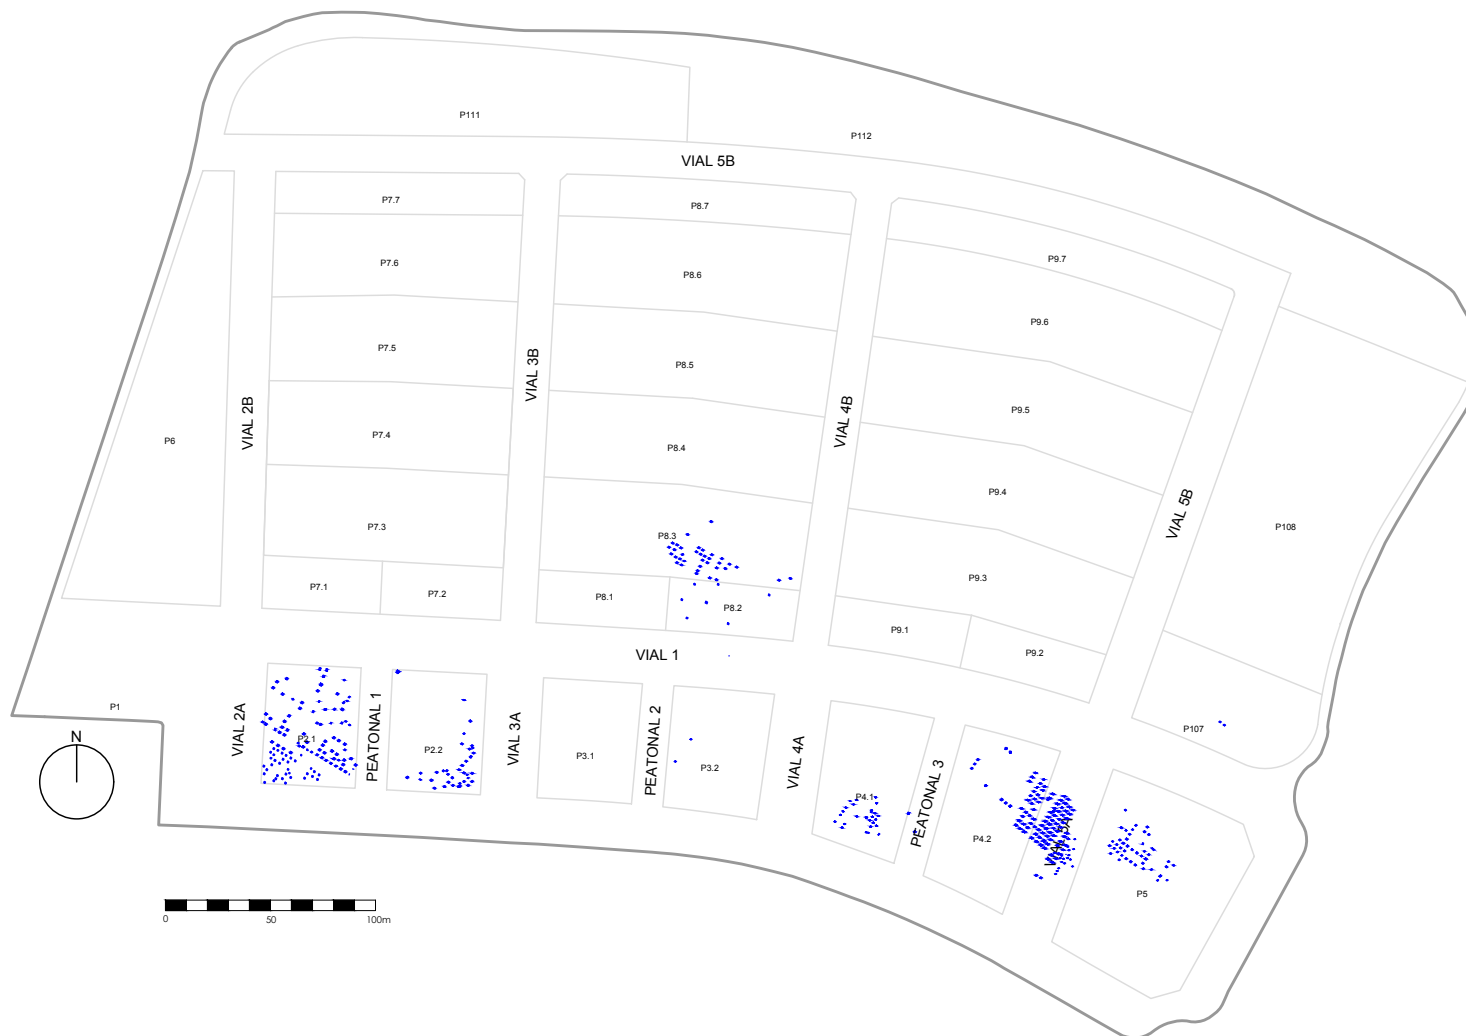 P111
P112
VIAL 5B
P7.7
P8.7
P9.7
P7.6
P8.6
P9.6
P7.5
P8.5
P9.5
VIAL 2B
VIAL 3B
VIAL 4B
P6
P7.4
P8.4
P9.4
VIAL 5B
P108
P7.3
P8.3
P9.3
P7.1
P7.2
P8.1
P8.2
P9.1
P9.2
VIAL 1
P1
N
VIAL 2A
P2.1
PEATONAL 1
P2.2
VIAL 3A
P3.1
PEATONAL 2
P3.2
VIAL 4A
P4.1
PEATONAL 3
P4.2
P107
P5
0
50
100m